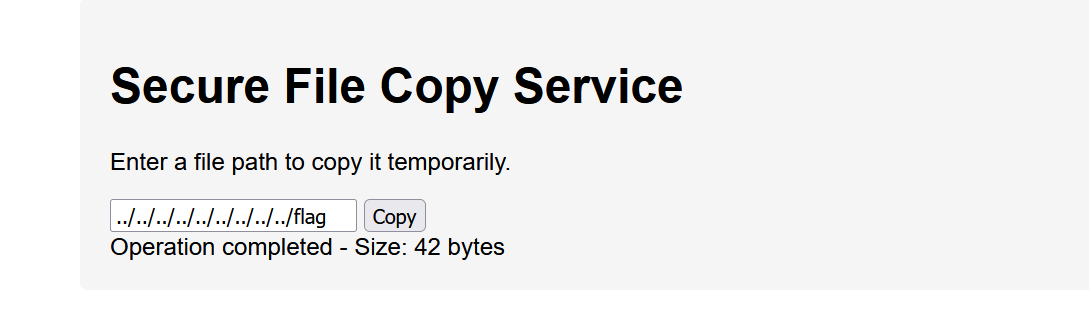 Secure File Copy Service
Enter a file path to copy it temporarily.
../../../../../../../../../flag Copy
Operation completed - Size: 42 bytes